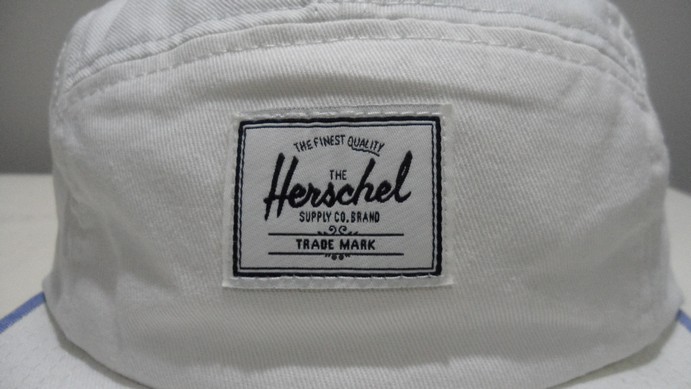 THE FINEST QUALITY
THE
Herschel
SUPPLY CO. BRAND
TRADE MARK